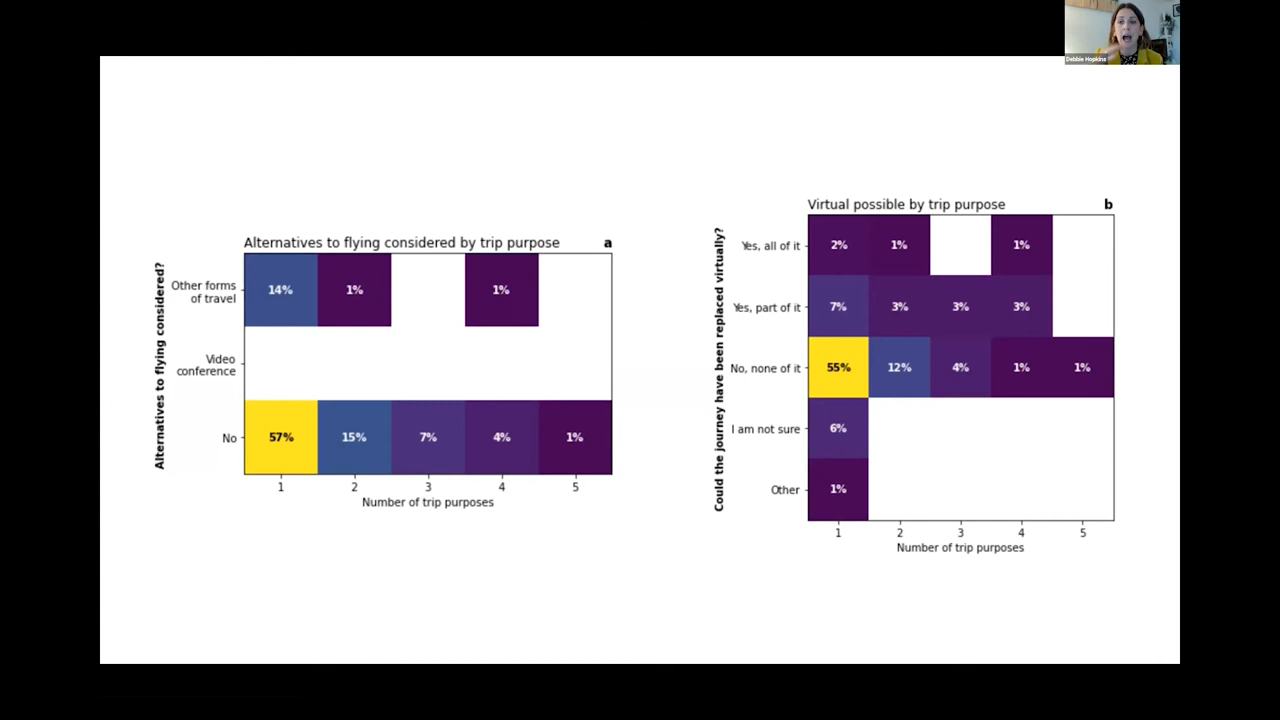 Debbie Hopkins
Alternatives to flying considered by trip purpose a
Alternatives to flying considered?
Other forms
of travel
14% 1% 1%
Video
conference
No
57% 15% 7% 4% 1%
1 2 3 4 5
Number of trip purposes
Virtual possible by trip purpose b
Could the journey have been replaced virtually?
Yes, all of it 2% 1% 1%
Yes, part of it 7% 3% 3% 3%
No, none of it 55% 12% 4% 1% 1%
I am not sure 6%
Other 1%
1 2 3 4 5
Number of trip purposes